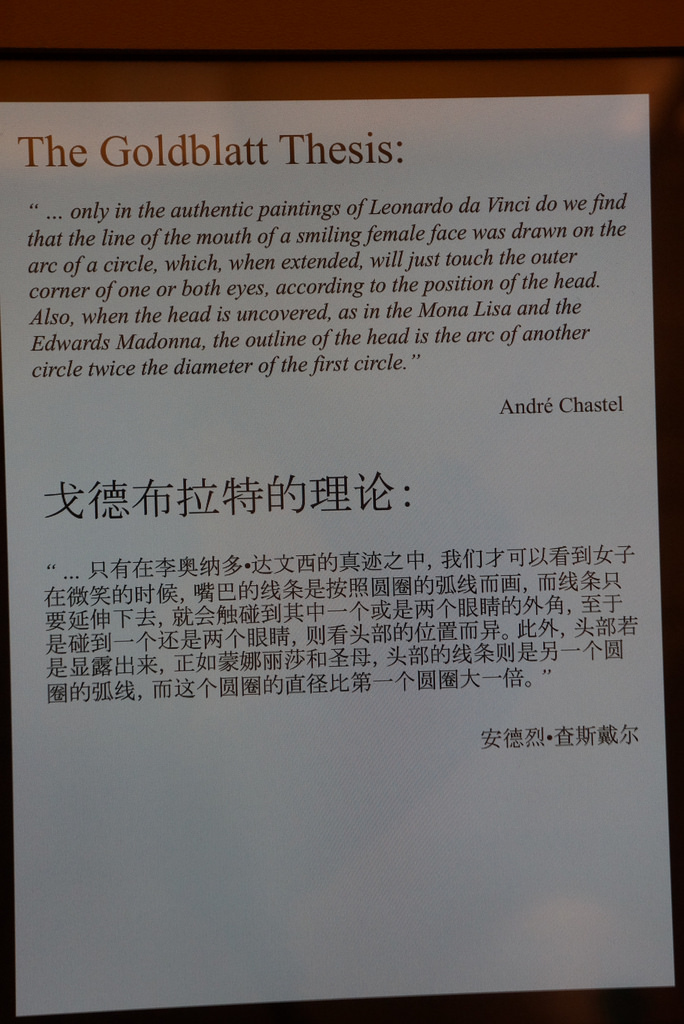 The Goldblatt Thesis:
“ ... only in the authentic paintings of Leonardo da Vinci do we find
that the line of the mouth of a smiling female face was drawn on the
arc of a circle, which, when extended, will just touch the outer
corner of one or both eyes, according to the position of the head.
Also, when the head is uncovered, as in the Mona Lisa and the
Edwards Madonna, the outline of the head is the arc of another
circle twice the diameter of the first circle.”
André Chastel
戈德布拉特的理论：
“ ... 只有在李奥纳多•达文西的真迹之中, 我们才可以看到女子
在微笑的时候, 嘴巴的线条是按照圆圈的弧线而画, 而线条只
要延伸下去, 就会触碰到其中一个或是两个眼睛的外角, 至于
是碰到一个还是两个眼睛, 则看头部的位置而异。此外, 头部若
是显露出来, 正如蒙娜丽莎和圣母, 头部的线条则是另一个圆
圈的弧线, 而这个圆圈的直径比第一个圆圈大一倍。”
安德烈•查斯戴尔